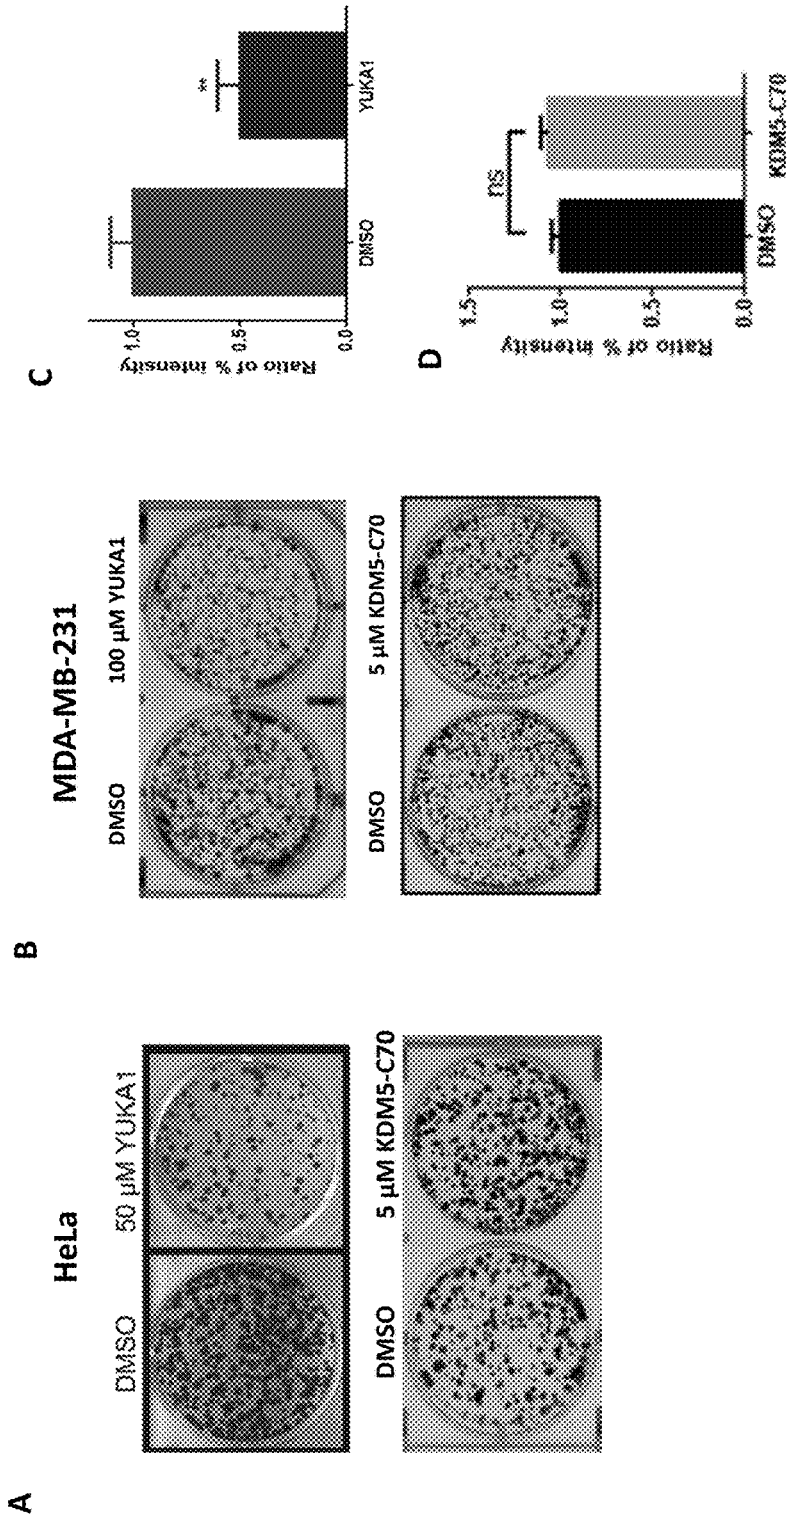 A
HeLa
DMSO
50 μM YUKA1
DMSO
5 μM KDM5-C70
B
MDA-MB-231
DMSO
100 μM YUKA1
DMSO
5 μM KDM5-C70
C
Ratio of % intensity
1.0
0.5
0.0
**
DMSO
YUKA1
D
Ratio of % intensity
1.5
1.0
0.5
0.0
ns
DMSO
KDM5-C70